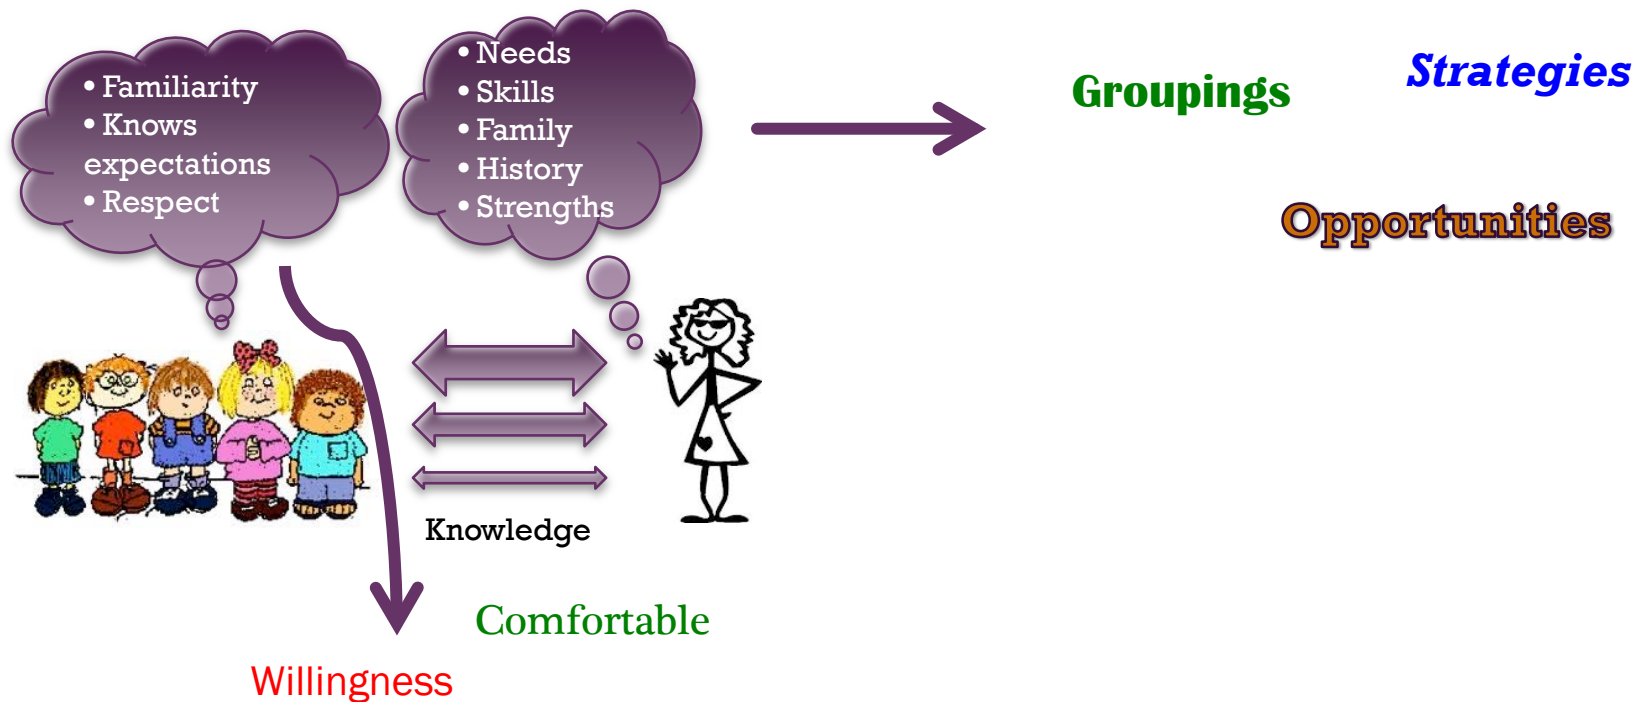 • Familiarity
• Knows
expectations
• Respect
• Needs
• Skills
• Family
• History
• Strengths
Groupings
Strategies
Opportunities
Knowledge
Comfortable
Willingness